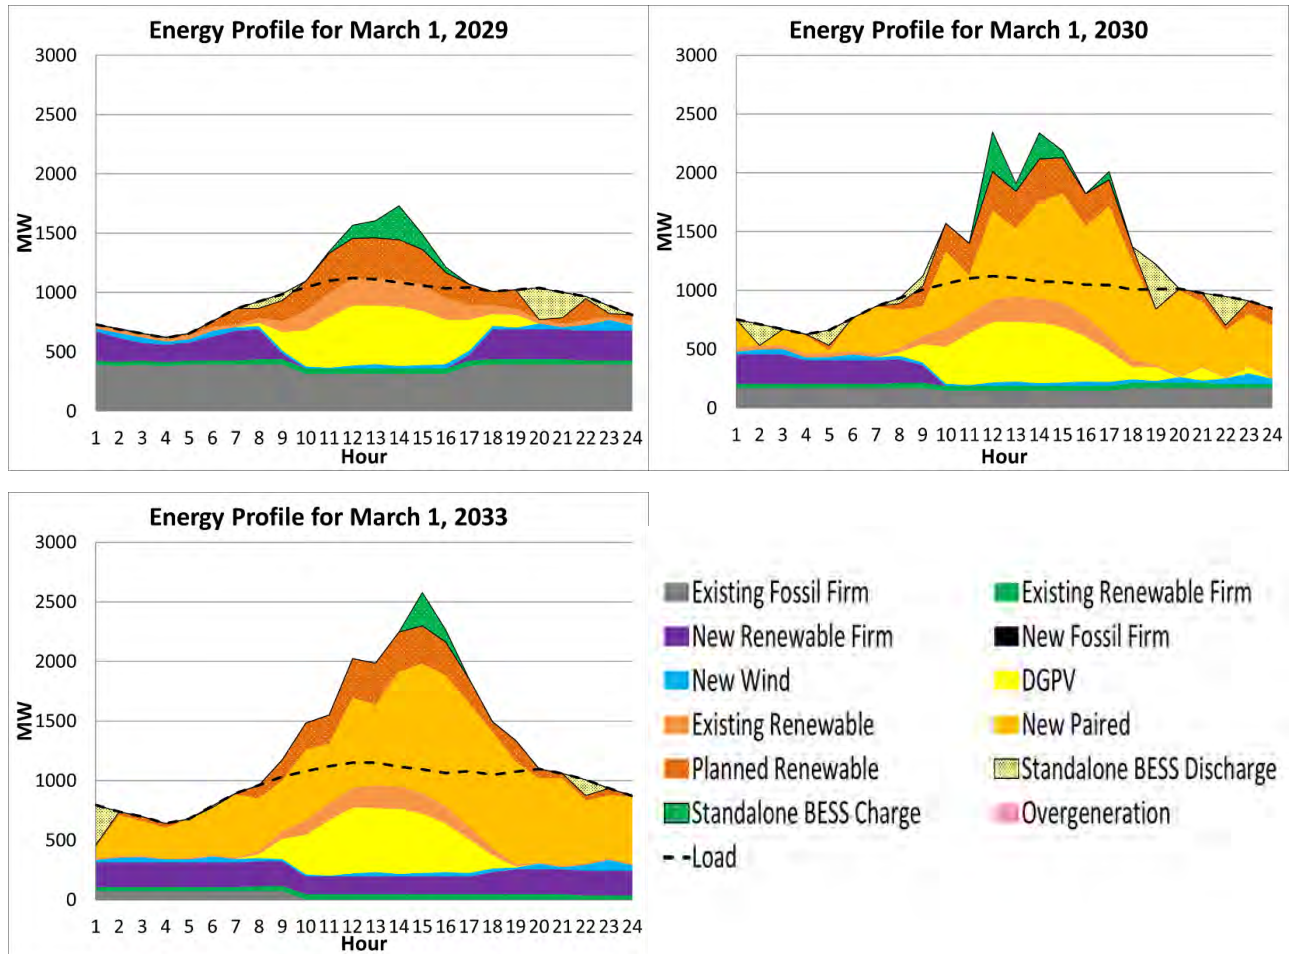 Energy Profile for March 1, 2029
3000
2500
2000
1500
1000
500
0
MW
1 2 3 4 5 6 7 8 9 10 11 12 13 14 15 16 17 18 19 20 21 22 23 24
Hour
Energy Profile for March 1, 2030
3000
2500
2000
1500
1000
500
0
MW
1 2 3 4 5 6 7 8 9 10 11 12 13 14 15 16 17 18 19 20 21 22 23 24
Hour
Energy Profile for March 1, 2033
3000
2500
2000
1500
1000
500
0
MW
1 2 3 4 5 6 7 8 9 10 11 12 13 14 15 16 17 18 19 20 21 22 23 24
Hour
Existing Fossil Firm
Existing Renewable Firm
New Renewable Firm
New Fossil Firm
New Wind
DGPV
Existing Renewable
New Paired
Planned Renewable
Standalone BESS Discharge
Standalone BESS Charge
Overgeneration
Load